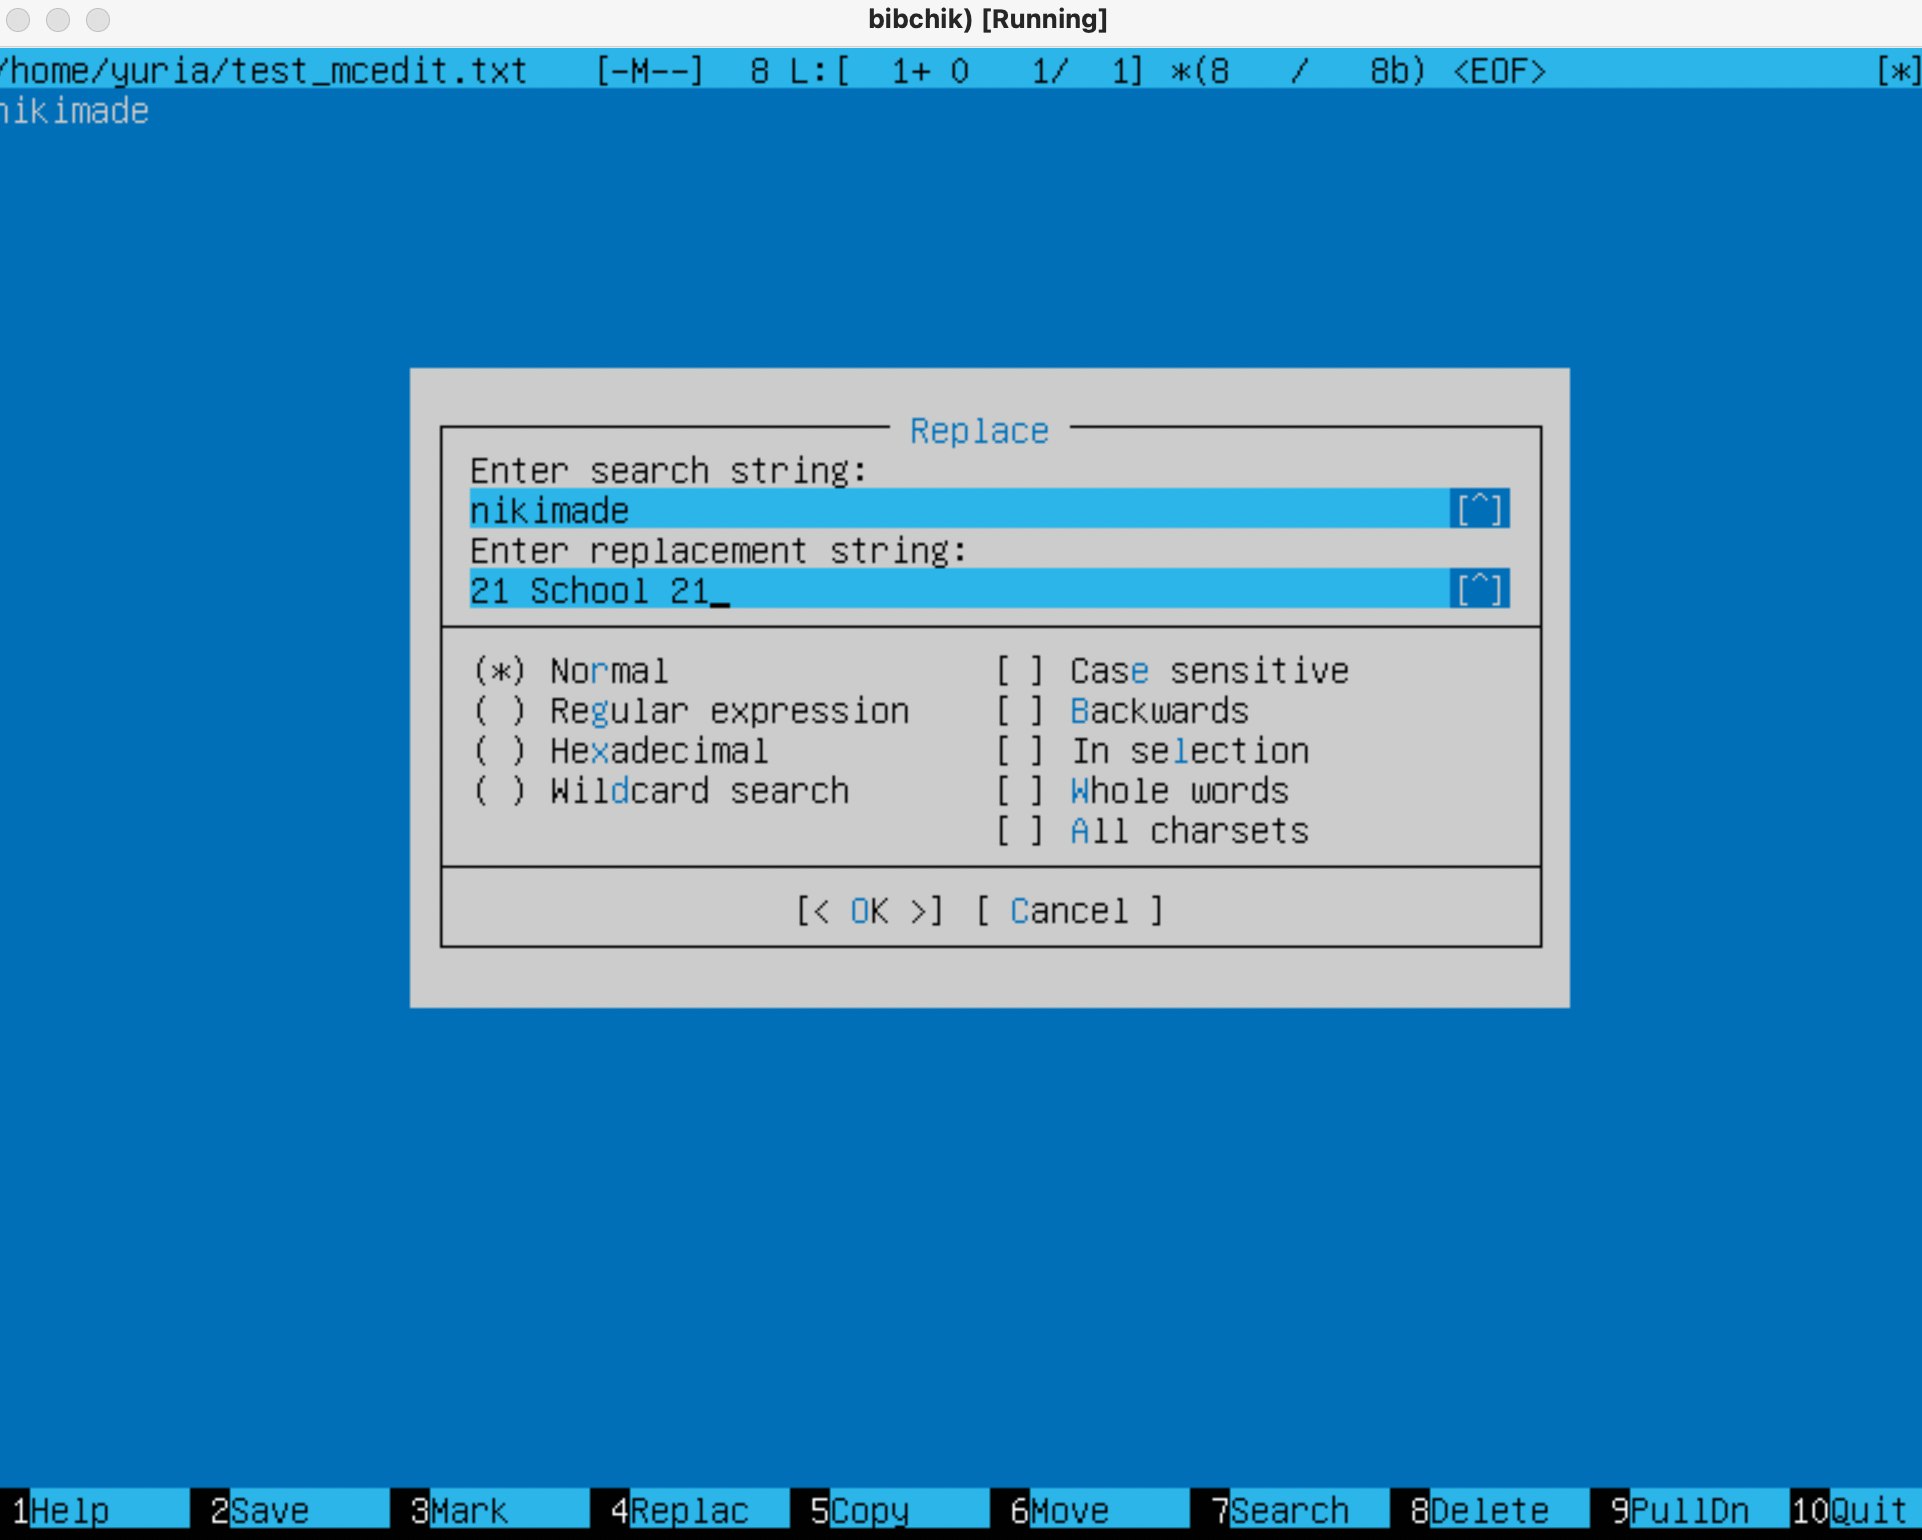 bibchik) [Running]
/home/yuria/test_mcedit.txt [-M--] 8 L:[ 1+ 0 1/ 1] *(8 / 8b) <EOF> [*]
nikimade
Replace
Enter search string:
nikimade [^]
Enter replacement string:
21 School 21 [^]
(*) Normal [ ] Case sensitive
( ) Regular expression [ ] Backwards
( ) Hexadecimal [ ] In selection
( ) Wildcard search [ ] Whole words
[ ] All charsets
[< OK >] [ Cancel ]
1Help 2Save 3Mark 4Replac 5Copy 6Move 7Search 8Delete 9PullDn 10Quit